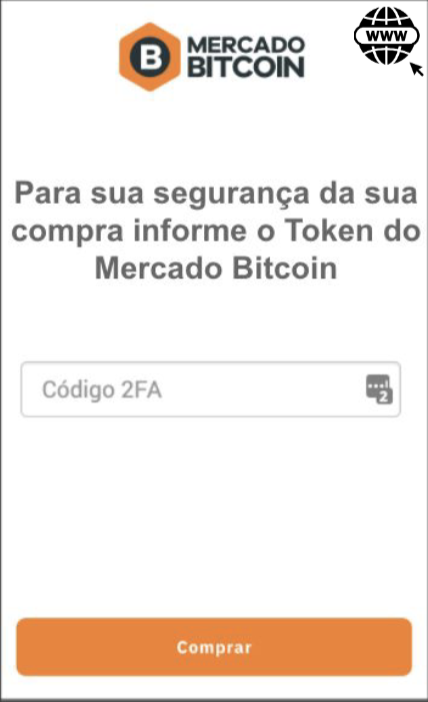 MERCADO
BITCOIN
WWW
Para sua segurança da sua
compra informe o Token do
Mercado Bitcoin
Código 2FA
2
Comprar